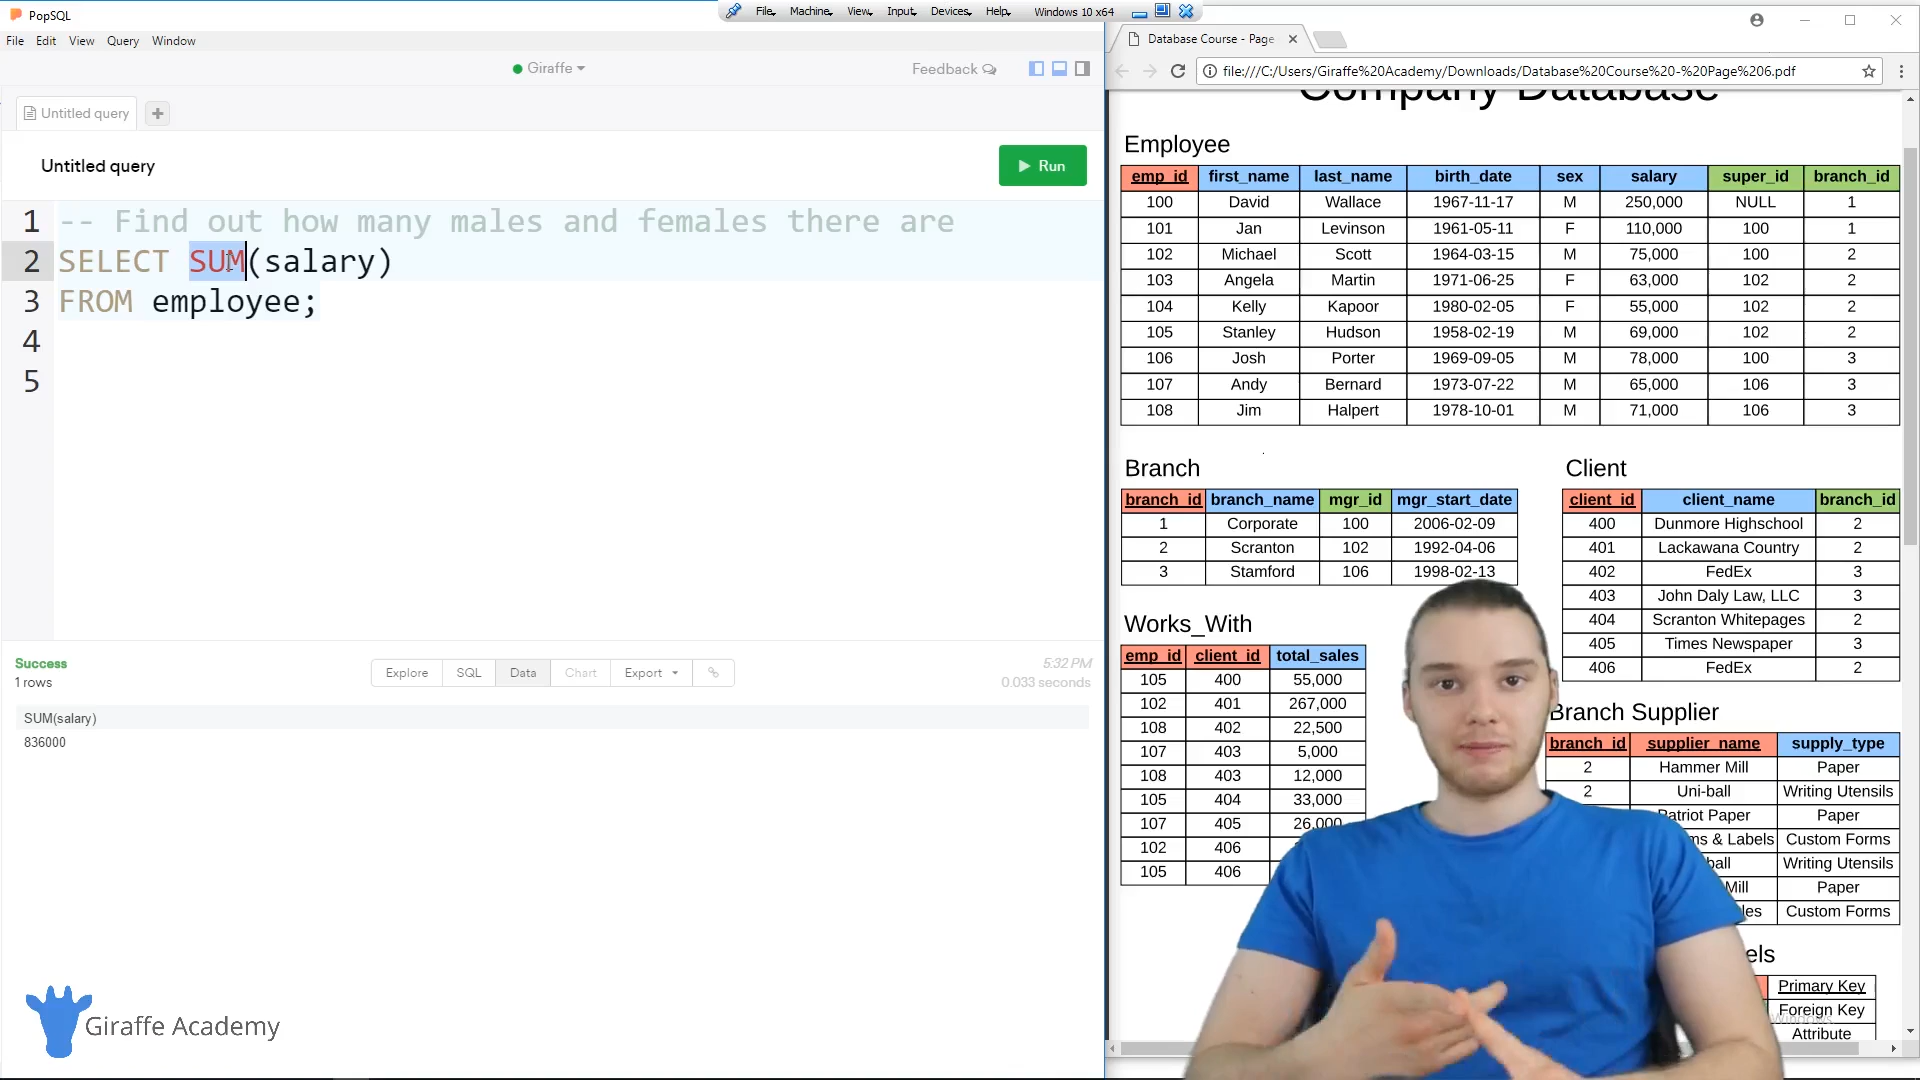 PopSQL
File Edit View Query Window
File Machine View Input Devices Help Windows 10 x64
Giraffe
Feedback
Untitled query
Untitled query
Run
1 -- Find out how many males and females there are
2 SELECT SUM(salary)
3 FROM employee;
4
5
Success
1 rows
Explore SQL Data Chart Export
5:32 PM
0.033 seconds
SUM(salary)
836000
Giraffe Academy
Database Course - Page
file:///C:/Users/Giraffe%20Academy/Downloads/Database%20Course%20-%20Page%206.pdf
Company Database
Employee
emp_id first_name last_name birth_date sex salary super_id branch_id
100 David Wallace 1967-11-17 M 250,000 NULL 1
101 Jan Levinson 1961-05-11 F 110,000 100 1
102 Michael Scott 1964-03-15 M 75,000 100 2
103 Angela Martin 1971-06-25 F 63,000 102 2
104 Kelly Kapoor 1980-02-05 F 55,000 102 2
105 Stanley Hudson 1958-02-19 M 69,000 102 2
106 Josh Porter 1969-09-05 M 78,000 100 3
107 Andy Bernard 1973-07-22 M 65,000 106 3
108 Jim Halpert 1978-10-01 M 71,000 106 3
Branch
branch_id branch_name mgr_id mgr_start_date
1 Corporate 100 2006-02-09
2 Scranton 102 1992-04-06
3 Stamford 106 1998-02-13
Client
client_id client_name branch_id
400 Dunmore Highschool 2
401 Lackawana Country 2
402 FedEx 3
403 John Daly Law, LLC 3
404 Scranton Whitepages 2
405 Times Newspaper 3
406 FedEx 2
Works_With
emp_id client_id total_sales
105 400 55,000
102 401 267,000
108 402 22,500
107 403 5,000
108 403 12,000
105 404 33,000
107 405 26,000
102 406
105 406
Branch Supplier
branch_id supplier_name supply_type
2 Hammer Mill Paper
2 Uni-ball Writing Utensils
Patriot Paper
ms & Labels Custom Forms
ball Writing Utensils
Mill Paper
les Custom Forms
els
Primary Key
Foreign Key
Attribute